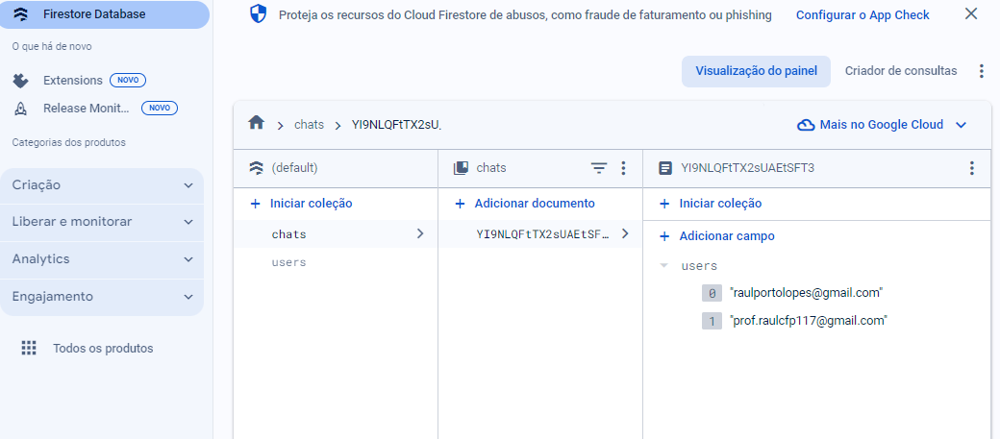 Firestore Database
O que há de novo
Extensions NOVO
Release Monit... NOVO
Categorias dos produtos
Criação
Liberar e monitorar
Analytics
Engajamento
Todos os produtos
Proteja os recursos do Cloud Firestore de abusos, como fraude de faturamento ou phishing Configurar o App Check
Visualização do painel Criador de consultas
chats YI9NLQFtTX2sU.
Mais no Google Cloud
(default)
Iniciar coleção
chats
users
chats
Adicionar documento
YI9NLQFtTX2sUAEtSF...
YI9NLQFtTX2sUAEtSFT3
Iniciar coleção
Adicionar campo
users
0 "raulportolopes@gmail.com"
1 "prof.raulcfp117@gmail.com"